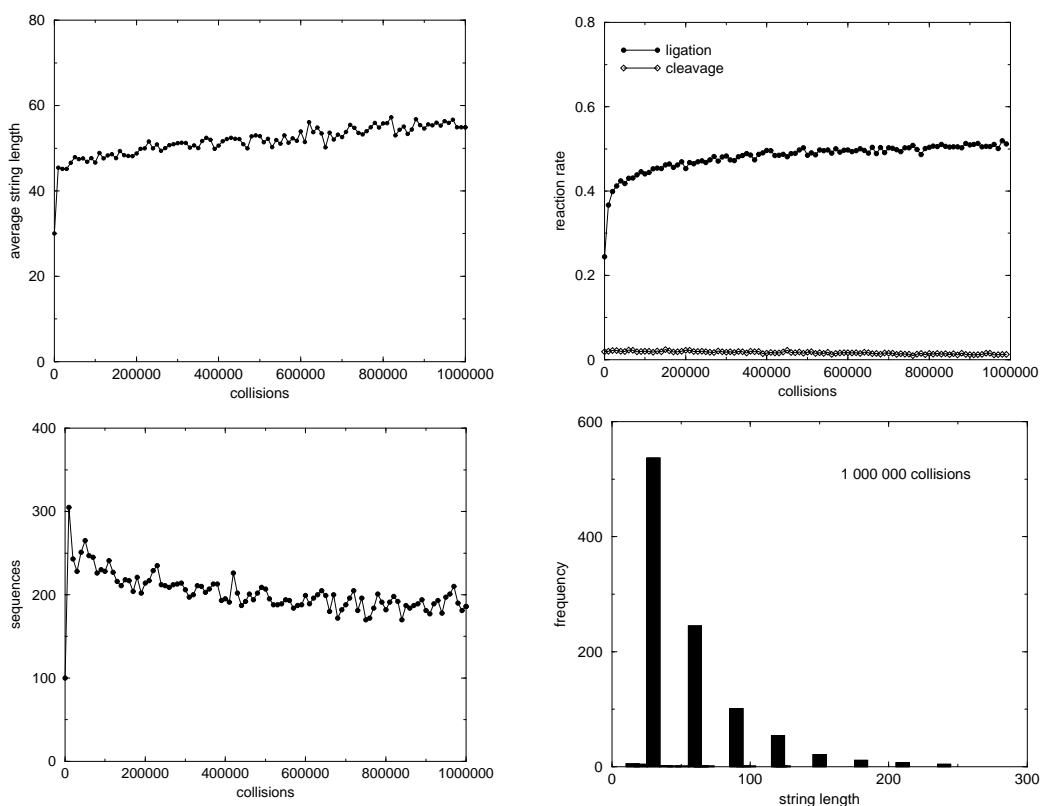 80
60
40
20
0
average string length
0 200000 400000 600000 800000 1000000
collisions
0.8
0.6
0.4
0.2
0
reaction rate
ligation
cleavage
0 200000 400000 600000 800000 1000000
collisions
400
300
200
100
0
sequences
0 200000 400000 600000 800000 1000000
collisions
600
400
200
0
frequency
1 000 000 collisions
0 100 200 300
string length